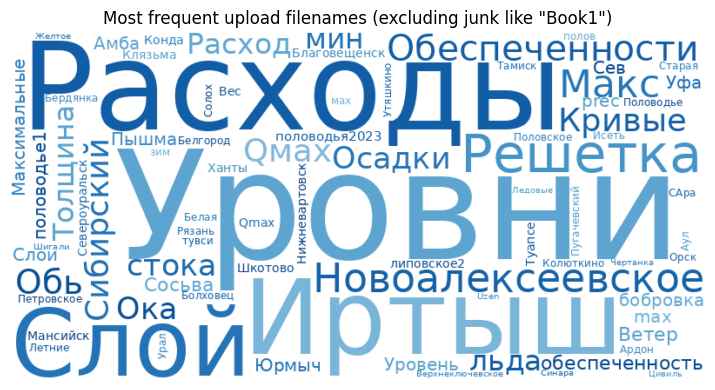 Most frequent upload filenames (excluding junk like "Book1")
Желтое
Амба
Конда
Расход
мин
Обеспеченности
полов
Клязьма
Благовещенск
Расходы
Максимальные
Бердянка
Солох
Вес
мах
Утяшкино
Тамиск
Макс
Сев
Уфа
Старая
prec
Половодье
Кривые
половодье1
Толщина
Пышма
Белгород
половодья2023
Qmax
Осадки
Половское
Исеть
Решетка
зим
Североуральск
Сибирский
Ханты
Нижневартовск
Уровни
Ледовые
Пугачевский
САра
Белая
Qmax
Рязань
тувси
Туапсе
Аул
Шигали
Слои
Обь
стока
Шкотово
липовское2
Колюткино
Чертанка
Орск
Петровское
Сосьва
Болховец
Новоалексеевское
Uzen
Ока
Слой
Иртыш
бобровка
max
Мансийск
Летние
Урал
Юрмыч
Уровень
льда
обеспеченность
Ветер
Ардон
Верхнеключевское
Синара
Цивиль